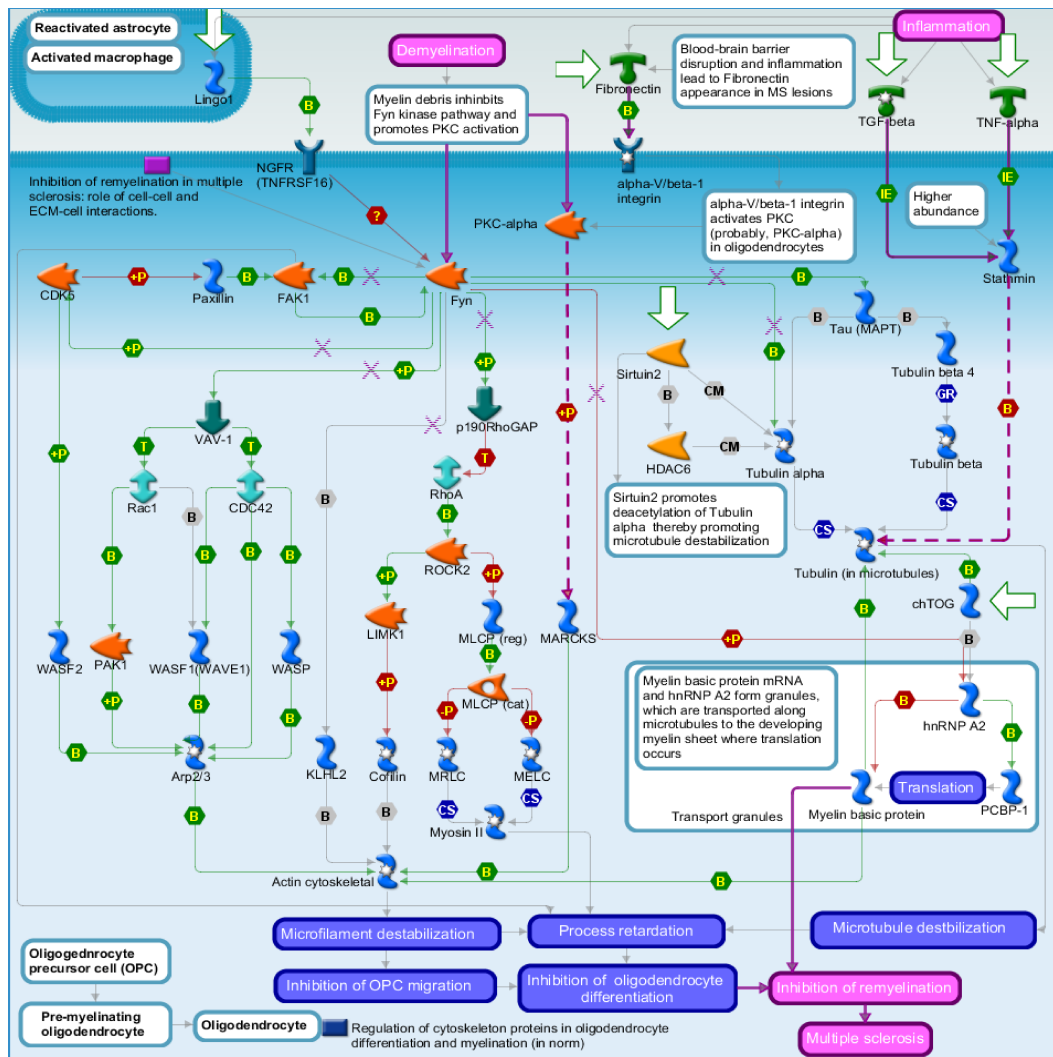 Reactivated astrocyte
Activated macrophage
Lingo1
B
NGFR
(TNFRSF16)
Demyelination
Myelin debris inhinbits
Fyn kinase pathway and
promotes PKC activation
Fibronectin
B
alpha-V/beta-1
integrin
Blood-brain barrier
disruption and inflammation
lead to Fibronectin
appearance in MS lesions
Inflammation
TGF-beta
TNF-alpha
IE
IE
Higher
abundance
Stathmin
Inhibition of remyelination in multiple
sclerosis: role of cell-cell and
ECM-cell interactions.
?
PKC-alpha
alpha-V/beta-1 integrin
activates PKC
(probably, PKC-alpha)
in oligodendrocytes
CDK5
+P
Paxillin
B
FAK1
B
Fyn
B
B
Tau (MAPT)
B
B
B
+P
+P
+P
VAV-1
p190RhoGAP
Sirtuin2
B
CM
HDAC6
CM
Tubulin alpha
Tubulin beta 4
GR
Tubulin beta
B
+P
+P
T
T
T
Rac1
CDC42
RhoA
B
B
B
B
B
B
ROCK2
Sirtuin2 promotes
deacetylation of Tubulin
alpha thereby promoting
microtubule destabilization
CS
CS
Tubulin (in microtubules)
B
B
chTOG
+P
+P
LIMK1
MLCP (reg)
MARCKS
+P
B
WASF2
PAK1
WASF1(WAVE1)
WASP
+P
B
B
+P
B
MLCP (cat)
-P
-P
B
B
Arp2/3
KLHL2
Cofilin
MRLC
MELC
CS
CS
Myosin II
B
B
B
Actin cytoskeletal
B
B
Myelin basic protein mRNA
and hnRNP A2 form granules,
which are transported along
microtubules to the developing
myelin sheet where translation
occurs
B
hnRNP A2
B
Translation
PCBP-1
Myelin basic protein
Transport granules
Microfilament destabilization
Process retardation
Microtubule destbilization
Inhibition of OPC migration
Inhibition of oligodendrocyte
differentiation
Inhibition of remyelination
Multiple sclerosis
Oligogednrocyte
precursor cell (OPC)
Pre-myelinating
oligodendrocyte
Oligodendrocyte
Regulation of cytoskeleton proteins in oligodendrocyte
differentiation and myelination (in norm)